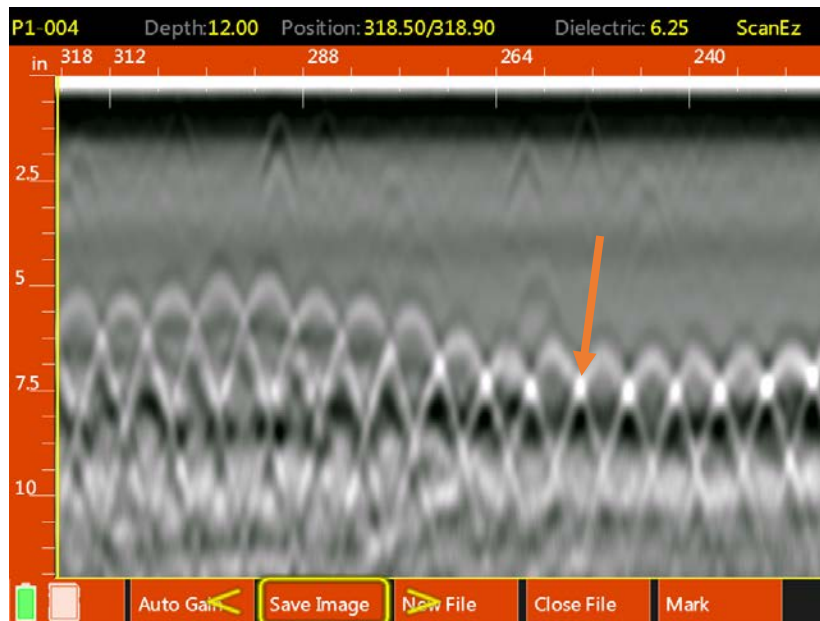 P1-004 Depth:12.00 Position: 318.50/318.90 Dielectric: 6.25 ScanEz
in 318 312 288 264 240
2.5
5
7.5
10
Auto Gain < Save Image New > File Close File Mark